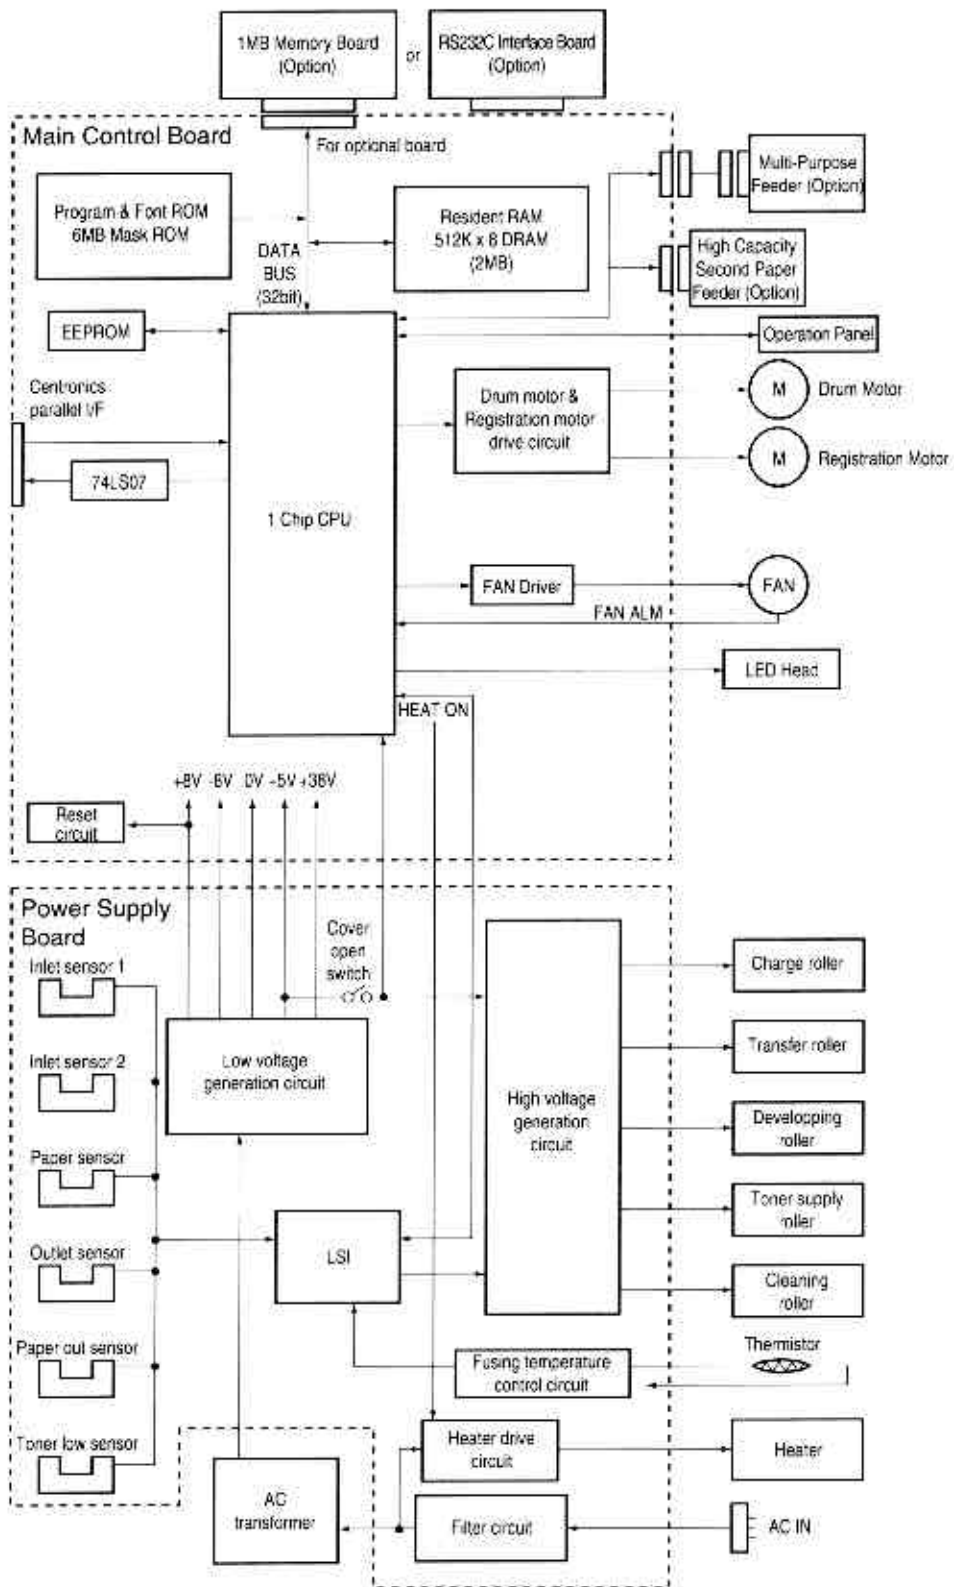 1MB Memory Board
(Option)
or
RS232C Interface Board
(Option)
Main Control Board
For optional board
Multi-Purpose
Feeder (Option)
Program & Font ROM
6MB Mask ROM
Resident RAM
512K x 8 DRAM
(2MB)
DATA
BUS
(32bit)
High Capacity
Second Paper
Feeder (Option)
EEPROM
Operation Panel
Centronics
parallel I/F
Drum motor &
Registration motor
drive circuit
M
Drum Motor
M
Registration Motor
74LS07
1 Chip CPU
FAN Driver
FAN
FAN ALM
LED Head
HEAT ON
+8V
-8V
0V
+5V
+38V
Reset
circuit
Power Supply
Board
Cover
open
switch
Inlet sensor 1
Charge roller
Inlet sensor 2
Low voltage
generation circuit
Transfer roller
High voltage
generation
circuit
Developping
roller
Paper sensor
Toner supply
roller
Outlet sensor
LSI
Cleaning
roller
Paper out sensor
Thermistor
Fusing temperature
control circuit
Toner low sensor
Heater drive
circuit
Heater
AC
transformer
Filter circuit
AC IN